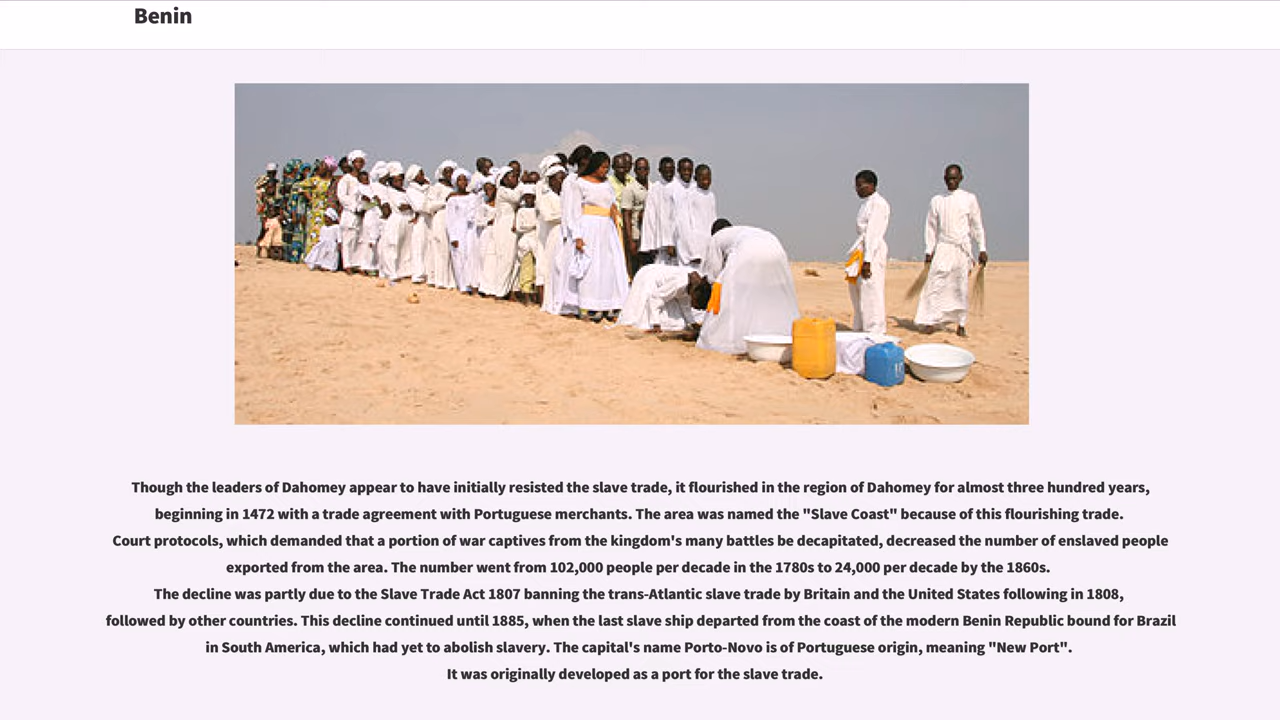 Benin
Though the leaders of Dahomey appear to have initially resisted the slave trade, it flourished in the region of Dahomey for almost three hundred years,
beginning in 1472 with a trade agreement with Portuguese merchants. The area was named the "Slave Coast" because of this flourishing trade.
Court protocols, which demanded that a portion of war captives from the kingdom's many battles be decapitated, decreased the number of enslaved people
exported from the area. The number went from 102,000 people per decade in the 1780s to 24,000 per decade by the 1860s.
The decline was partly due to the Slave Trade Act 1807 banning the trans-Atlantic slave trade by Britain and the United States following in 1808,
followed by other countries. This decline continued until 1885, when the last slave ship departed from the coast of the modern Benin Republic bound for Brazil
in South America, which had yet to abolish slavery. The capital's name Porto-Novo is of Portuguese origin, meaning "New Port".
It was originally developed as a port for the slave trade.